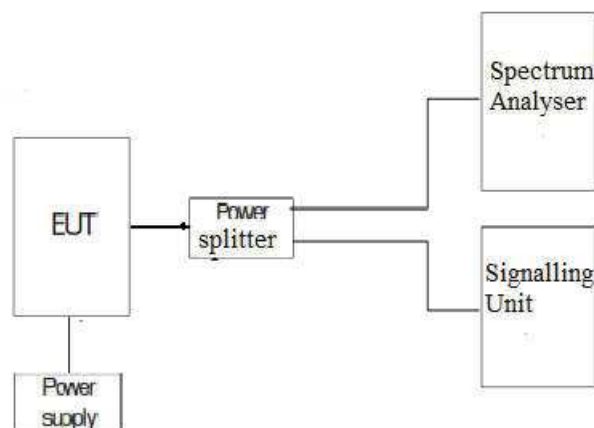 Spectrum
Analyser
EUT
Power
splitter
Signalling
Unit
Power
supply